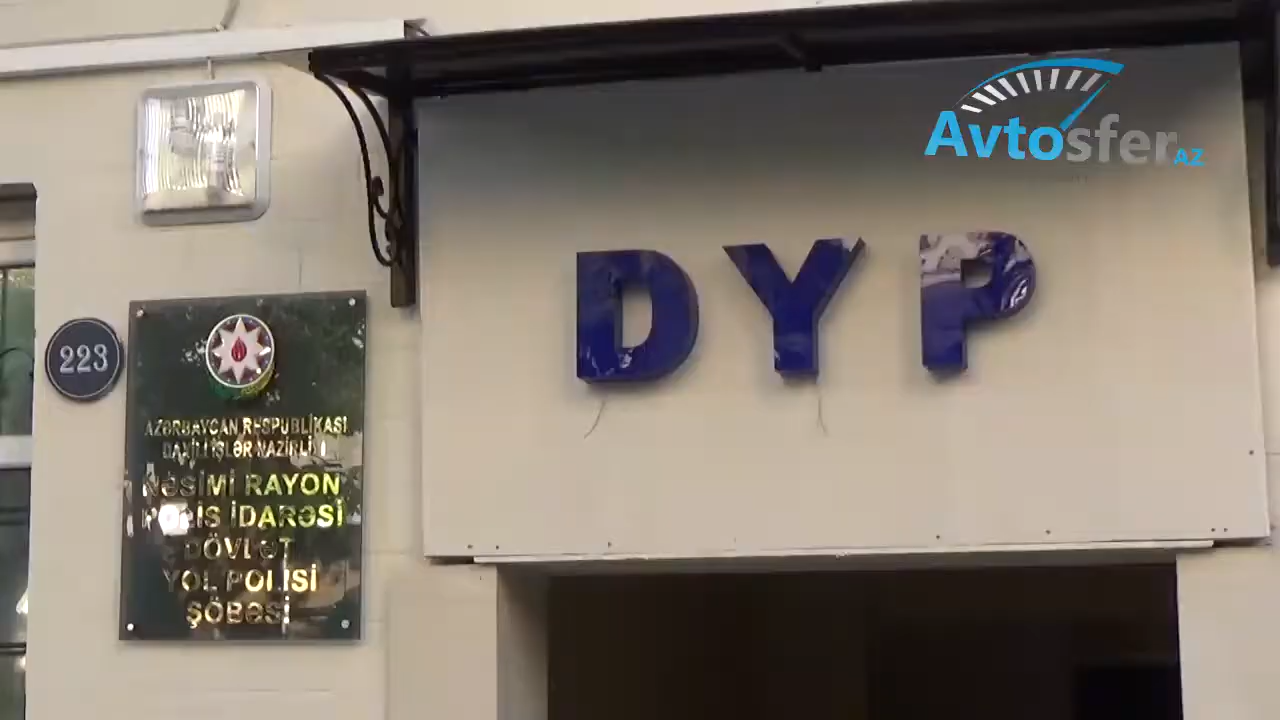 Avtosfer.AZ
DYP
223
AZƏRBAYCAN RESPUBLİKASI
DAXİLİ İŞLƏR NAZİRLİYİ
NƏSİMİ RAYON
POLİS İDARƏSİ
DÖVLƏT
YOL POLİSİ
ŞÖBƏSİ